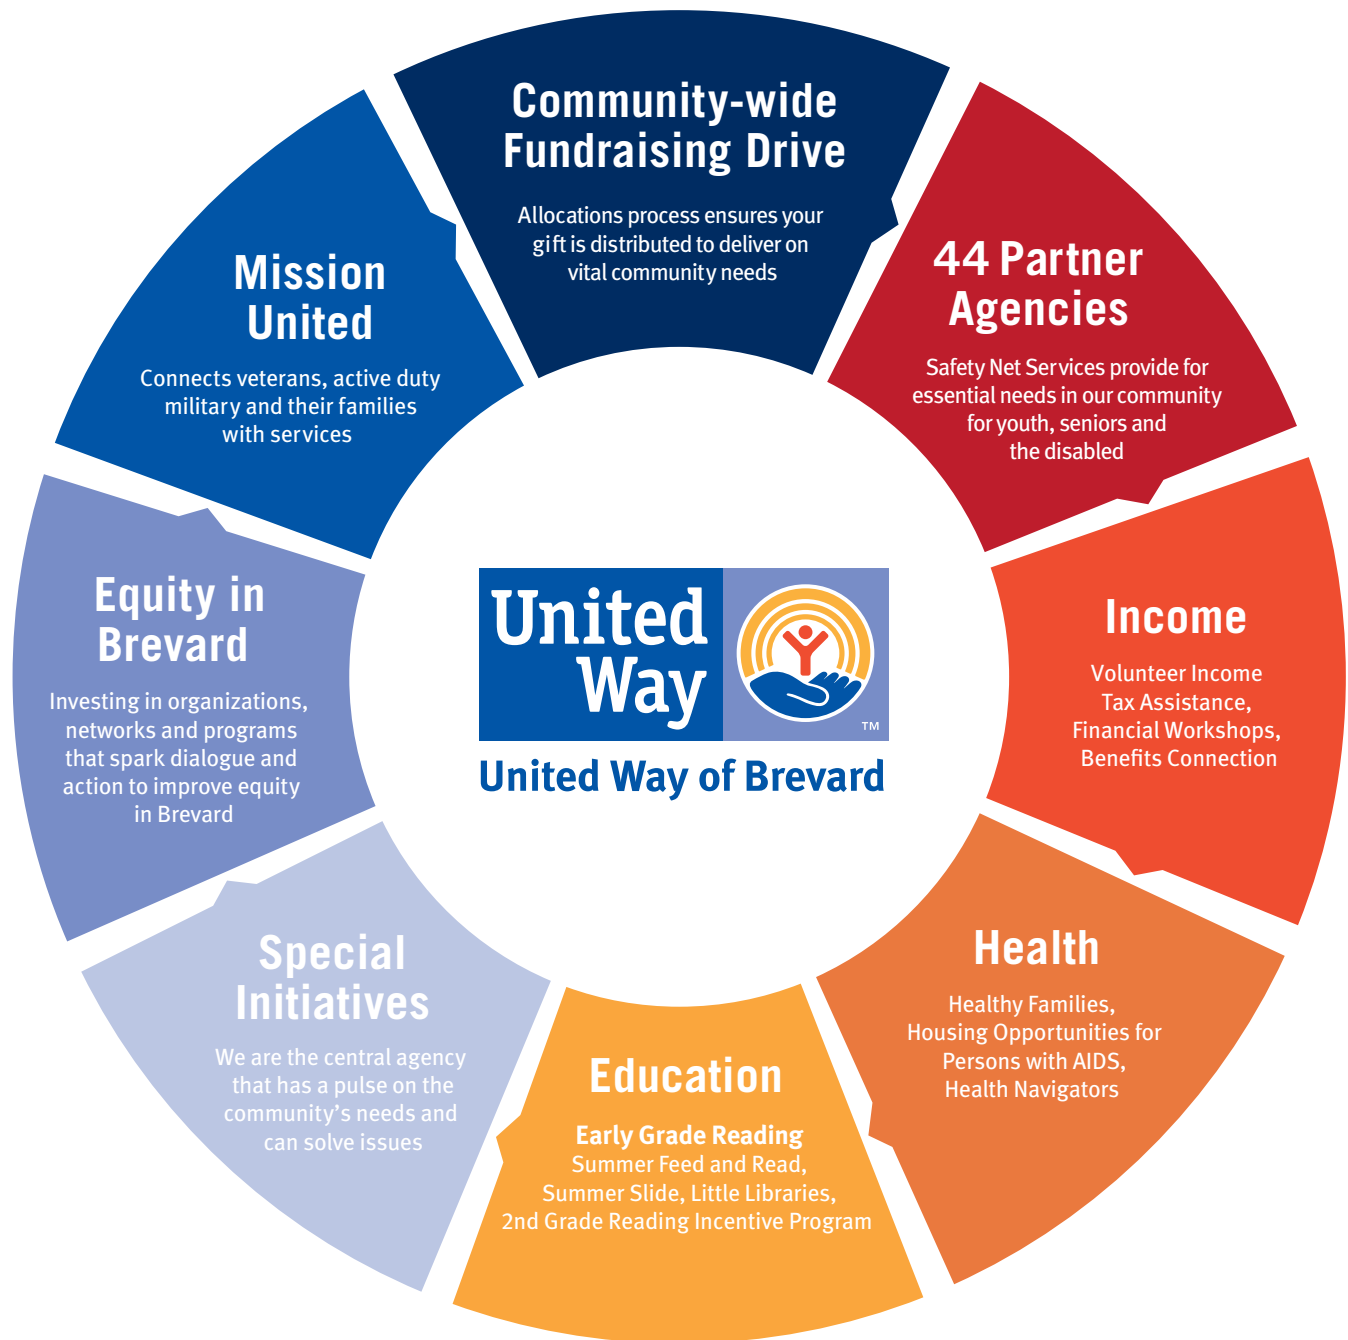 Community-wide
Fundraising Drive
Allocations process ensures your
gift is distributed to deliver on
vital community needs
44 Partner
Agencies
Safety Net Services provide for
essential needs in our community
for youth, seniors and
the disabled
Income
Volunteer Income
Tax Assistance,
Financial Workshops,
Benefits Connection
Health
Healthy Families,
Housing Opportunities for
Persons with AIDS,
Health Navigators
Education
Early Grade Reading
Summer Feed and Read,
Summer Slide, Little Libraries,
2nd Grade Reading Incentive Program
Special
Initiatives
We are the central agency
that has a pulse on the
community's needs and
can solve issues
Equity in
Brevard
Investing in organizations,
networks and programs
that spark dialogue and
action to improve equity
in Brevard
Mission
United
Connects veterans, active duty
military and their families
with services
United
Way
TM
United Way of Brevard